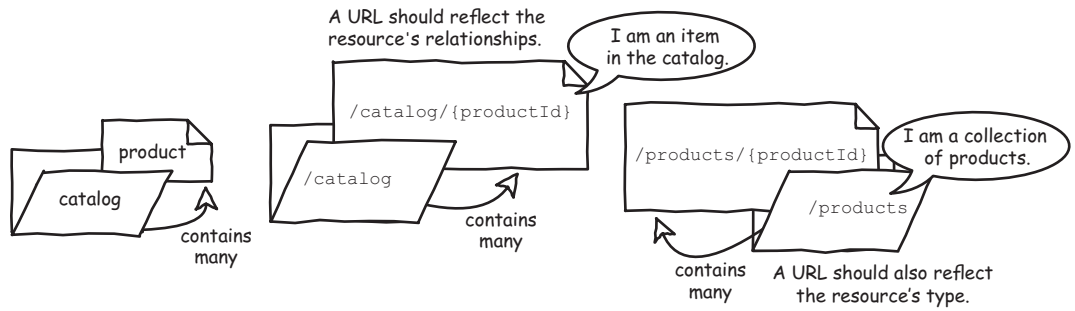 product
catalog
contains
many
A URL should reflect the
resource's relationships.
I am an item
in the catalog.
/catalog/{productId}
/catalog
contains
many
/products/{productId}
I am a collection
of products.
/products
contains
many
A URL should also reflect
the resource's type.